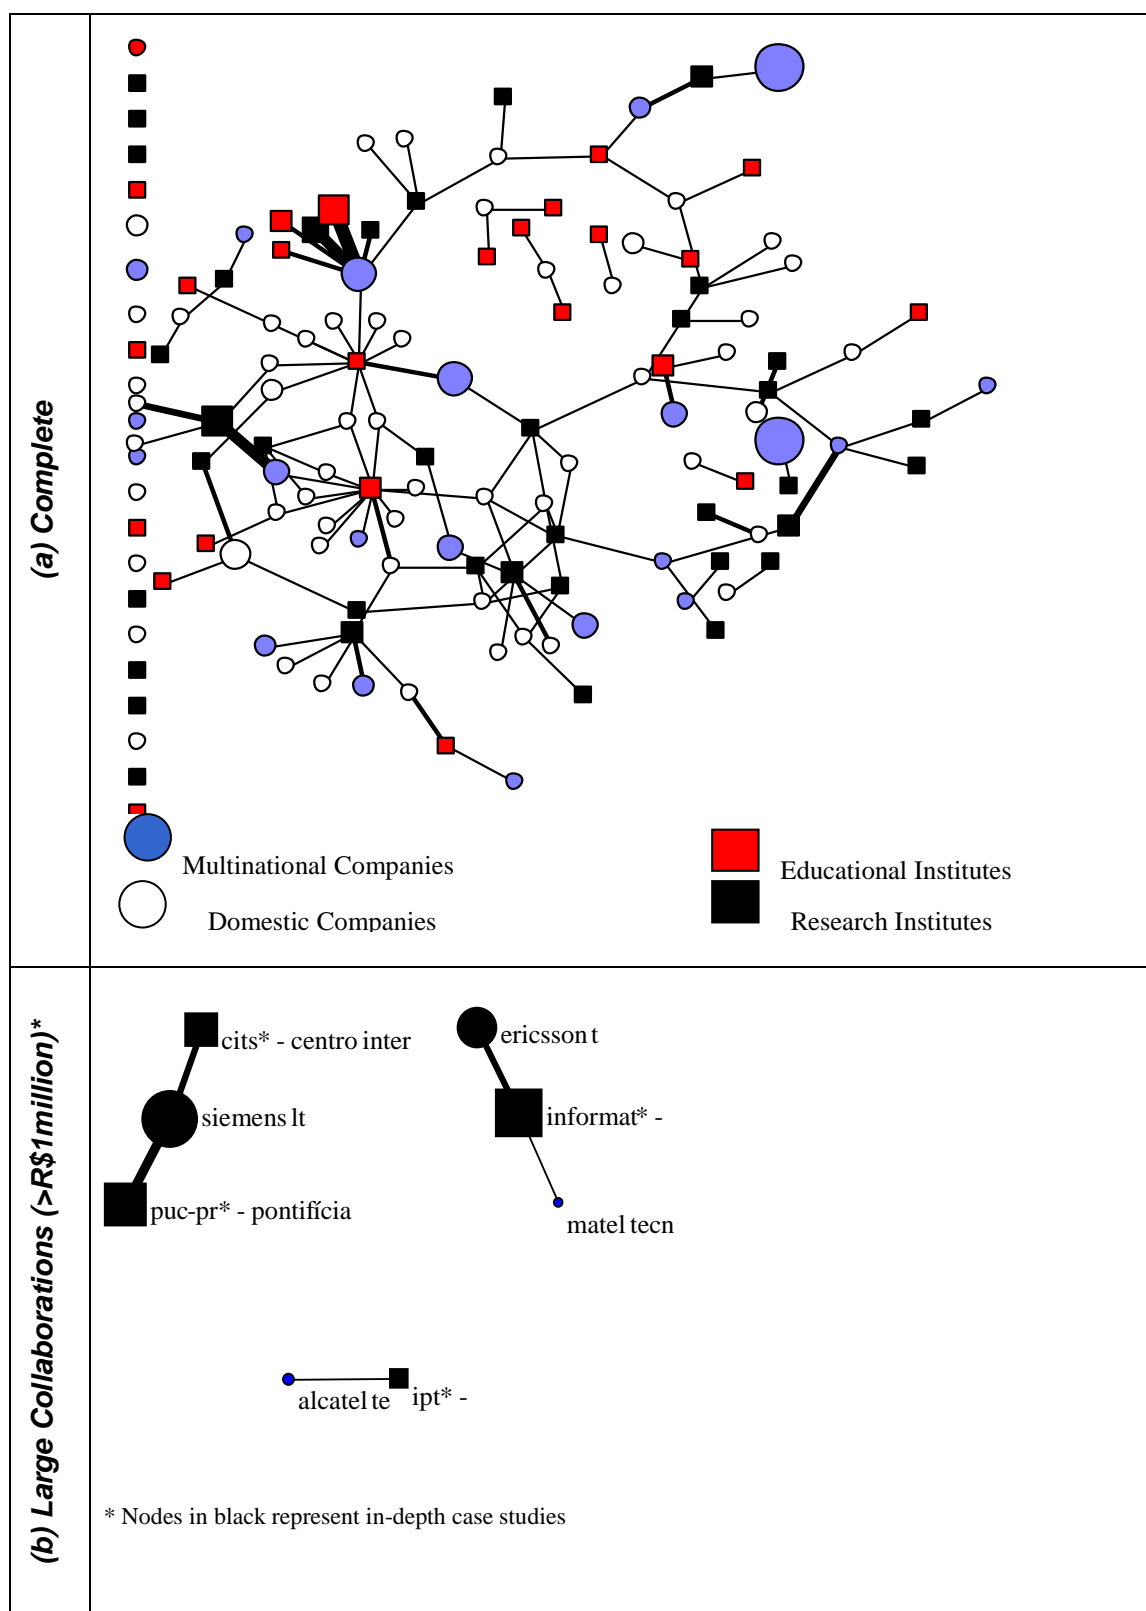 (a) Complete
Multinational Companies
Educational Institutes
Domestic Companies
Research Institutes
(b) Large Collaborations (>R$1million)*
cits* - centro inter
ericsson t
siemens lt
informat* -
puc-pr* - pontifícia
matel tecn
alcatel te
ipt* -
* Nodes in black represent in-depth case studies